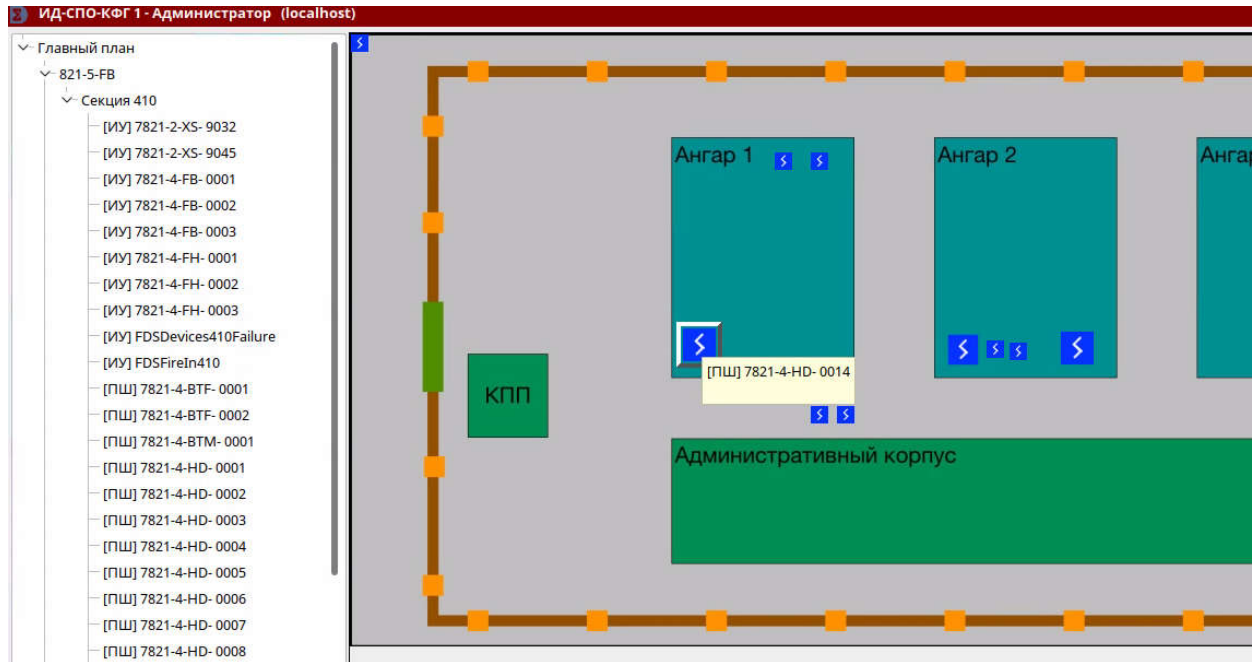 ИД-СПО-КФГ 1 - Администратор (localhost)
Главный план
821-5-FB
Секция 410
[ИУ] 7821-2-XS- 9032
[ИУ] 7821-2-XS- 9045
[ИУ] 7821-4-FB- 0001
[ИУ] 7821-4-FB- 0002
[ИУ] 7821-4-FB- 0003
[ИУ] 7821-4-FH- 0001
[ИУ] 7821-4-FH- 0002
[ИУ] 7821-4-FH- 0003
[ИУ] FDSDevices410Failure
[ИУ] FDSFireIn410
[ПШ] 7821-4-BTF- 0001
[ПШ] 7821-4-BTF- 0002
[ПШ] 7821-4-BTM- 0001
[ПШ] 7821-4-HD- 0001
[ПШ] 7821-4-HD- 0002
[ПШ] 7821-4-HD- 0003
[ПШ] 7821-4-HD- 0004
[ПШ] 7821-4-HD- 0005
[ПШ] 7821-4-HD- 0006
[ПШ] 7821-4-HD- 0007
[ПШ] 7821-4-HD- 0008
Ангар 1
Ангар 2
Ангар
[ПШ] 7821-4-HD- 0014
КПП
Административный корпус